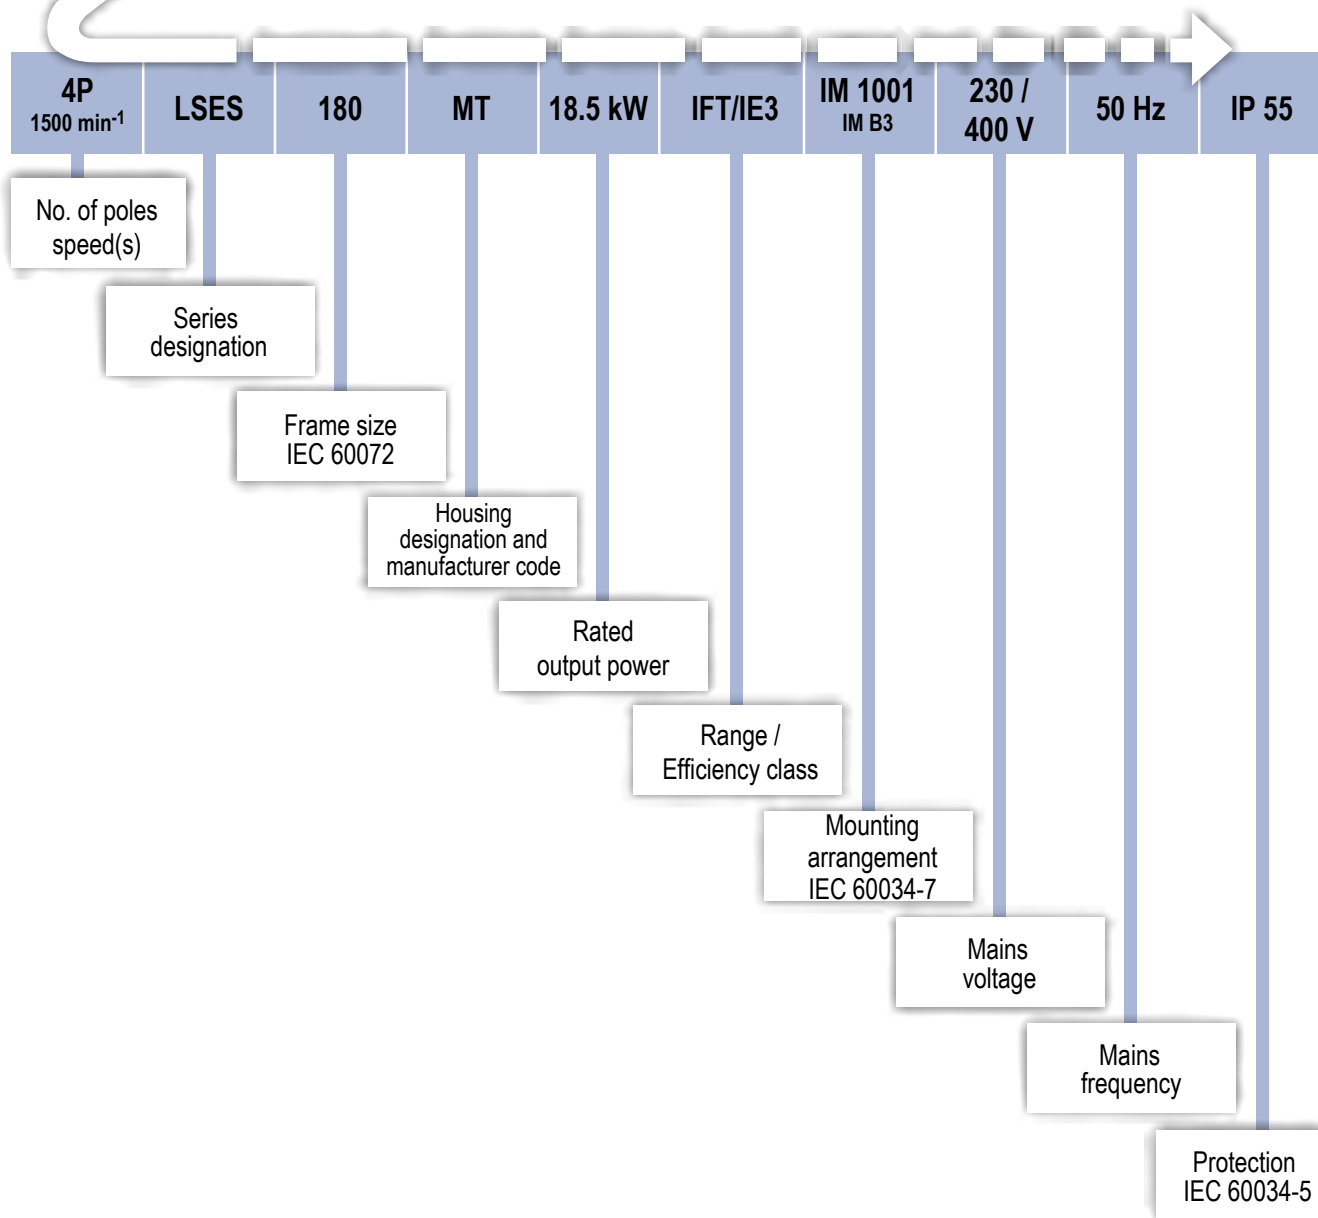 4P
1500 min-1
LSES
180
MT
18.5 kW
IFT/IE3
IM 1001
IM B3
230 /
400 V
50 Hz
IP 55
No. of poles
speed(s)
Series
designation
Frame size
IEC 60072
Housing
designation and
manufacturer code
Rated
output power
Range /
Efficiency class
Mounting
arrangement
IEC 60034-7
Mains
voltage
Mains
frequency
Protection
IEC 60034-5